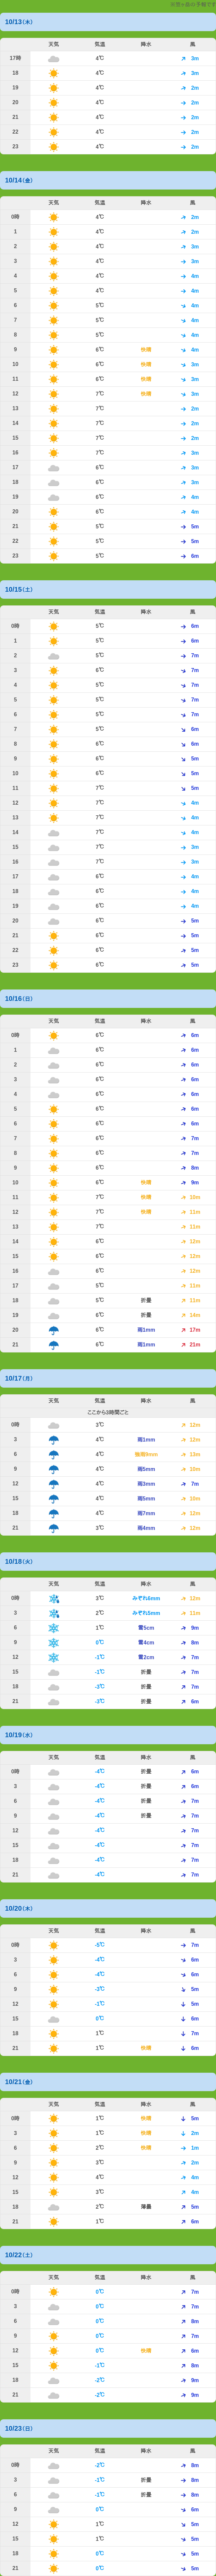 10/13(木)
天気 気温 降水 風
17時 4℃ 3m
18 4℃ 3m
19 4℃ 2m
20 4℃ 2m
21 4℃ 2m
22 4℃ 2m
23 4℃ 2m
10/14(金)
天気 気温 降水 風
0時 4℃ 2m
1 4℃ 2m
2 4℃ 3m
3 4℃ 3m
4 4℃ 4m
5 4℃ 4m
6 5℃ 4m
7 5℃ 4m
8 5℃ 4m
9 6℃ 快晴 4m
10 6℃ 快晴 3m
11 6℃ 快晴 3m
12 7℃ 快晴 3m
13 7℃ 2m
14 7℃ 2m
15 7℃ 2m
16 7℃ 3m
17 6℃ 3m
18 6℃ 3m
19 6℃ 4m
20 6℃ 4m
21 5℃ 5m
22 5℃ 5m
23 5℃ 6m
10/15(土)
天気 気温 降水 風
0時 5℃ 6m
1 5℃ 6m
2 5℃ 7m
3 6℃ 7m
4 5℃ 7m
5 5℃ 7m
6 5℃ 7m
7 5℃ 6m
8 6℃ 6m
9 6℃ 5m
10 6℃ 5m
11 7℃ 5m
12 7℃ 4m
13 7℃ 4m
14 7℃ 4m
15 7℃ 3m
16 7℃ 3m
17 6℃ 4m
18 6℃ 4m
19 6℃ 4m
20 6℃ 5m
21 6℃ 5m
22 6℃ 5m
23 6℃ 5m
10/16(日)
天気 気温 降水 風
0時 6℃ 6m
1 6℃ 6m
2 6℃ 6m
3 6℃ 6m
4 6℃ 6m
5 6℃ 6m
6 6℃ 6m
7 6℃ 7m
8 6℃ 7m
9 6℃ 8m
10 6℃ 快晴 9m
11 7℃ 快晴 10m
12 7℃ 快晴 11m
13 7℃ 11m
14 6℃ 12m
15 6℃ 12m
16 6℃ 12m
17 5℃ 11m
18 5℃ 11m
19 6℃ 14m
20 6℃ 雨1mm 17m
21 6℃ 雨1mm 21m
10/17(月)
天気 気温 降水 風
ここから3時間ごと
0時 3℃ 12m
3 4℃ 雨1mm 12m
6 4℃ 強雨9mm 13m
9 4℃ 雨5mm 10m
12 4℃ 雨3mm 7m
15 4℃ 雨5mm 10m
18 4℃ 雨7mm 12m
21 3℃ 雨4mm 12m
10/18(火)
天気 気温 降水 風
0時 3℃ みぞれ6mm 12m
3 2℃ みぞれ5mm 11m
6 1℃ 雪5cm 9m
9 0℃ 雪4cm 8m
12 -1℃ 雪2cm 7m
15 -1℃ 7m
18 -3℃ 7m
21 -3℃ 6m
10/19(水)
天気 気温 降水 風
0時 -4℃ 6m
3 -4℃ 6m
6 -4℃ 7m
9 -4℃ 7m
12 -4℃ 7m
15 -4℃ 7m
18 -4℃ 7m
21 -4℃ 7m
10/20(木)
天気 気温 降水 風
0時 -5℃ 7m
3 -4℃ 6m
6 -4℃ 6m
9 -2℃ 5m
12 -1℃ 5m
15 0℃ 6m
18 1℃ 7m
21 1℃ 快晴 6m
10/21(金)
天気 気温 降水 風
0時 1℃ 快晴 5m
3 1℃ 快晴 2m
6 2℃ 快晴 1m
9 3℃ 2m
12 4℃ 4m
15 3℃ 4m
18 2℃ 薄曇 5m
21 1℃ 6m
10/22(土)
天気 気温 降水 風
0時 0℃ 7m
3 0℃ 7m
6 0℃ 8m
9 0℃ 7m
12 0℃ 快晴 6m
15 -1℃ 8m
18 -2℃ 9m
21 -2℃ 9m
10/23(日)
天気 気温 降水 風
0時 -2℃ 8m
3 -1℃ 8m
6 -1℃ 8m
9 0℃ 6m
12 1℃ 5m
15 1℃ 5m
18 0℃ 5m
21 0℃ 5m